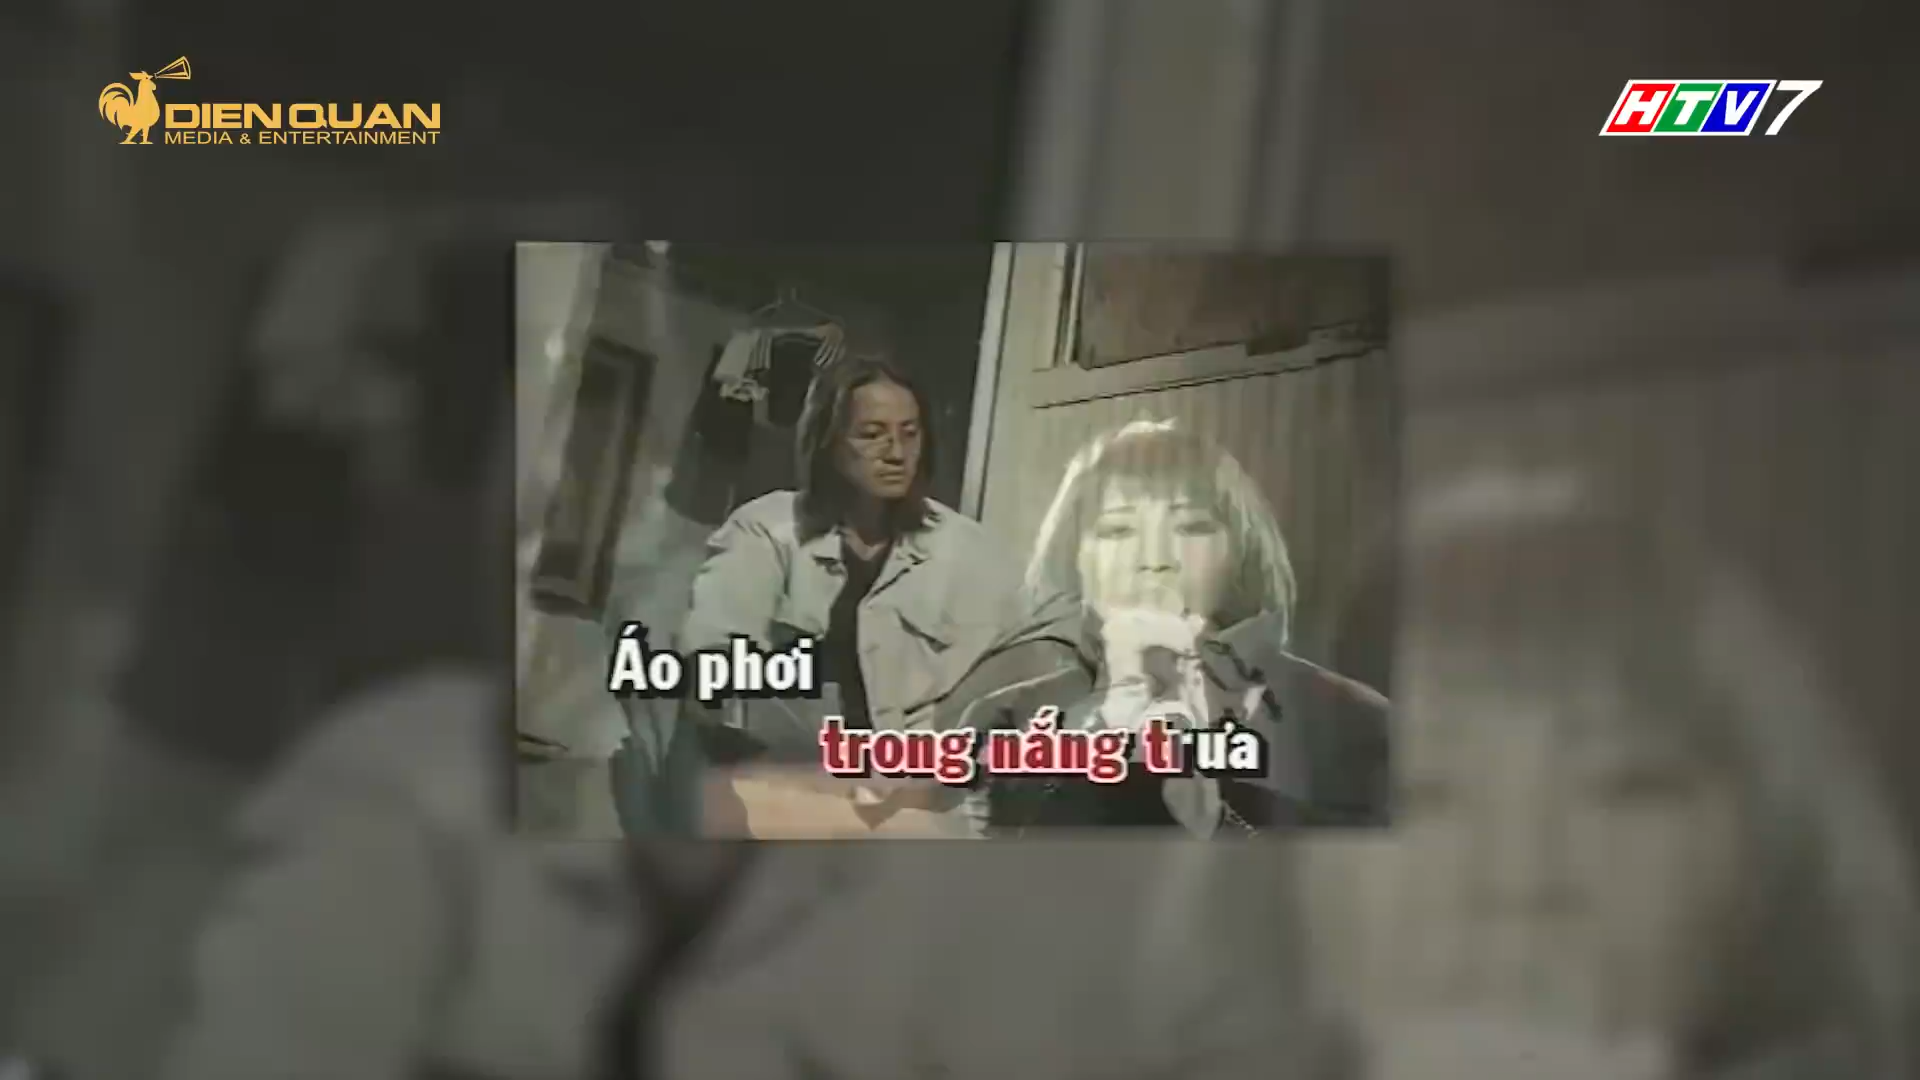 DIEN QUAN
MEDIA & ENTERTAINMENT
HTV7
Áo phơi
trong nắng trưa